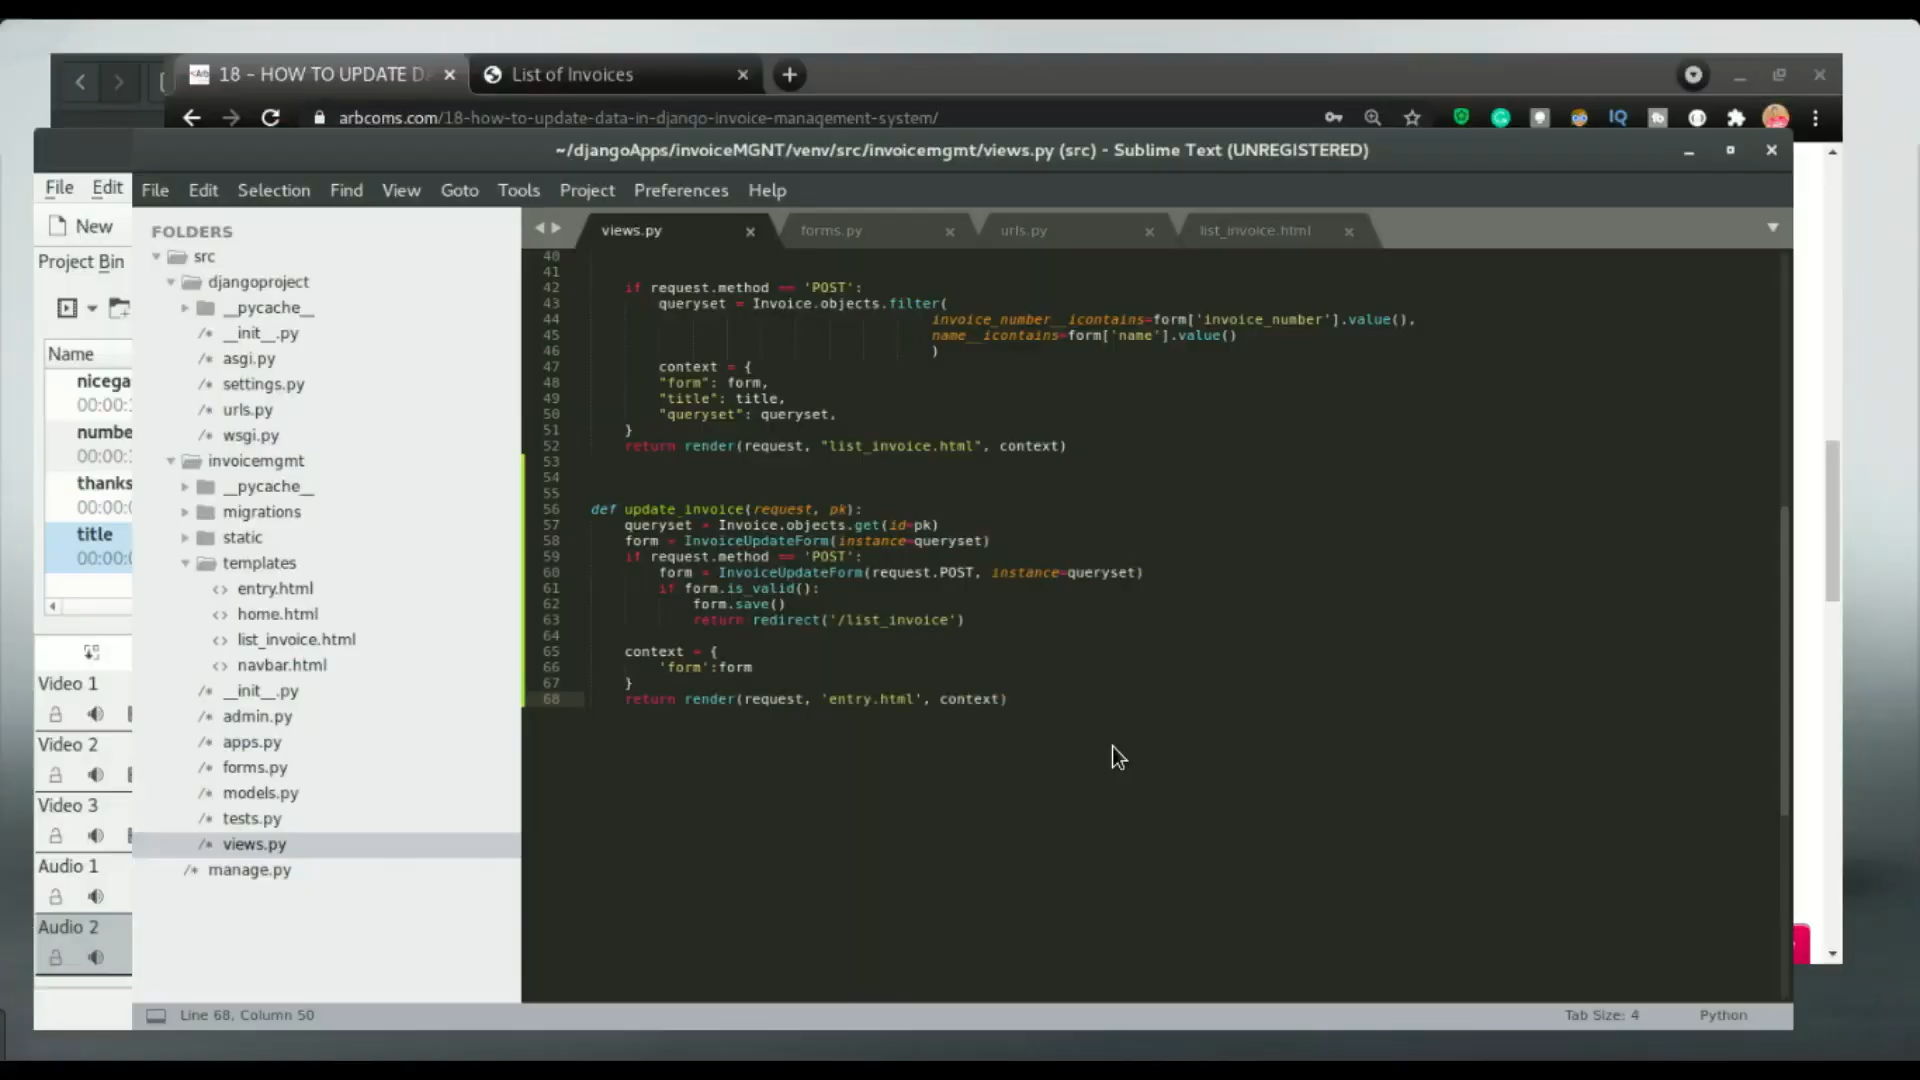 18 - HOW TO UPDATE D
List of Invoices
arbcoms.com/18-how-to-update-data-in-django-invoice-management-system/
IQ
~/djangoApps/invoiceMGNT/venv/src/invoicemgmt/views.py (src) - Sublime Text (UNREGISTERED)
File Edit
New
Project Bin
Name
nicega
00:00:
numbe
00:00:
thanks
00:00:0
title
00:00:0
Video 1
Video 2
Video 3
Audio 1
Audio 2
File Edit Selection Find View Goto Tools Project Preferences Help
FOLDERS
src
djangoproject
__pycache__
/* __init__.py
/* asgi.py
/* settings.py
/* urls.py
/* wsgi.py
invoicemgmt
__pycache__
migrations
static
templates
<> entry.html
<> home.html
<> list_invoice.html
<> navbar.html
/* __init__.py
/* admin.py
/* apps.py
/* forms.py
/* models.py
/* tests.py
/* views.py
/* manage.py
views.py forms.py urls.py list_invoice.html
40
41
42 if request.method == 'POST':
43 queryset = Invoice.objects.filter(
44 invoice_number__icontains=form['invoice_number'].value(),
45 name__icontains=form['name'].value()
46 )
47 context = {
48 "form": form,
49 "title": title,
50 "queryset": queryset,
51 }
52 return render(request, "list_invoice.html", context)
53
54
55
56 def update_invoice(request, pk):
57 queryset = Invoice.objects.get(id=pk)
58 form = InvoiceUpdateForm(instance=queryset)
59 if request.method == 'POST':
60 form = InvoiceUpdateForm(request.POST, instance=queryset)
61 if form.is_valid():
62 form.save()
63 return redirect('/list_invoice')
64
65 context = {
66 'form':form
67 }
68 return render(request, 'entry.html', context)
Line 68, Column 50
Tab Size: 4
Python